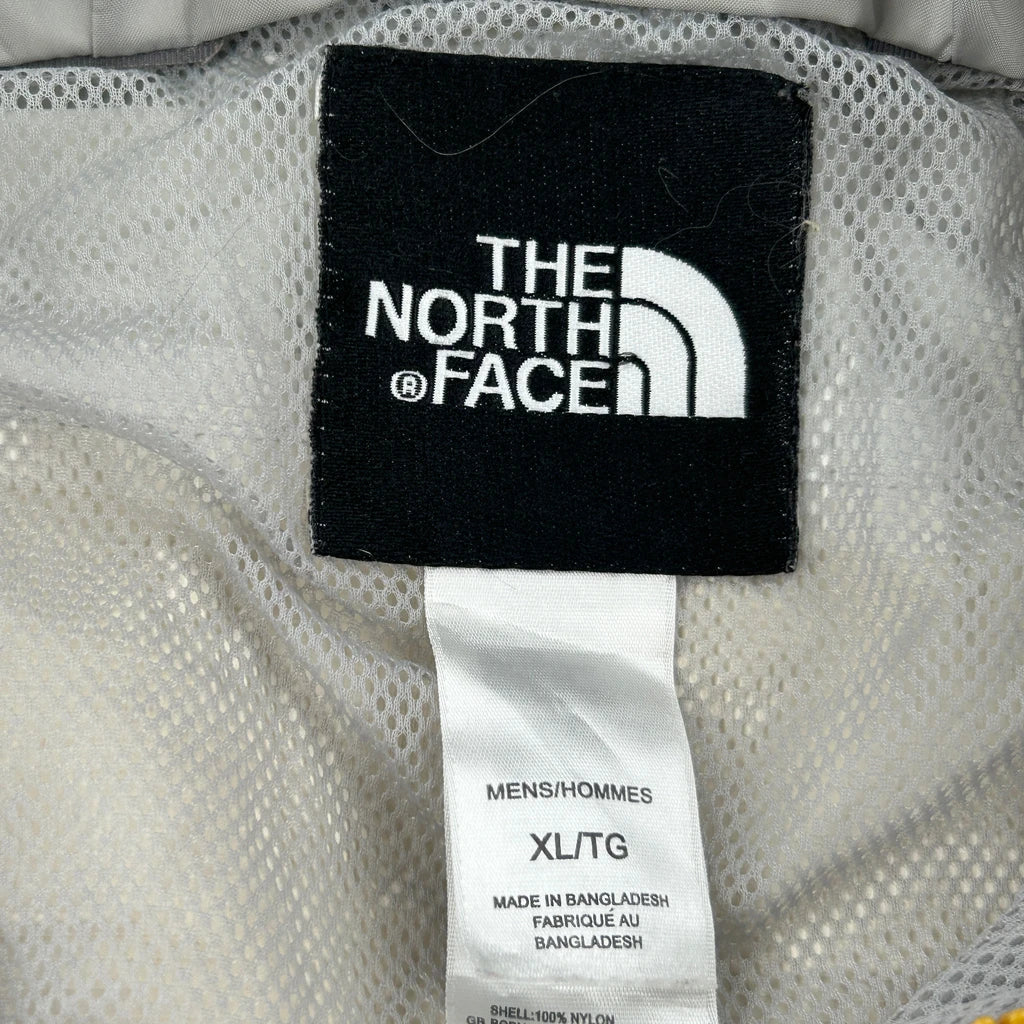 THE
NORTH
®FACE
MENS/HOMMES
XL/TG
MADE IN BANGLADESH
FABRIQUÉ AU
BANGLADESH
SHELL:100% NYLON